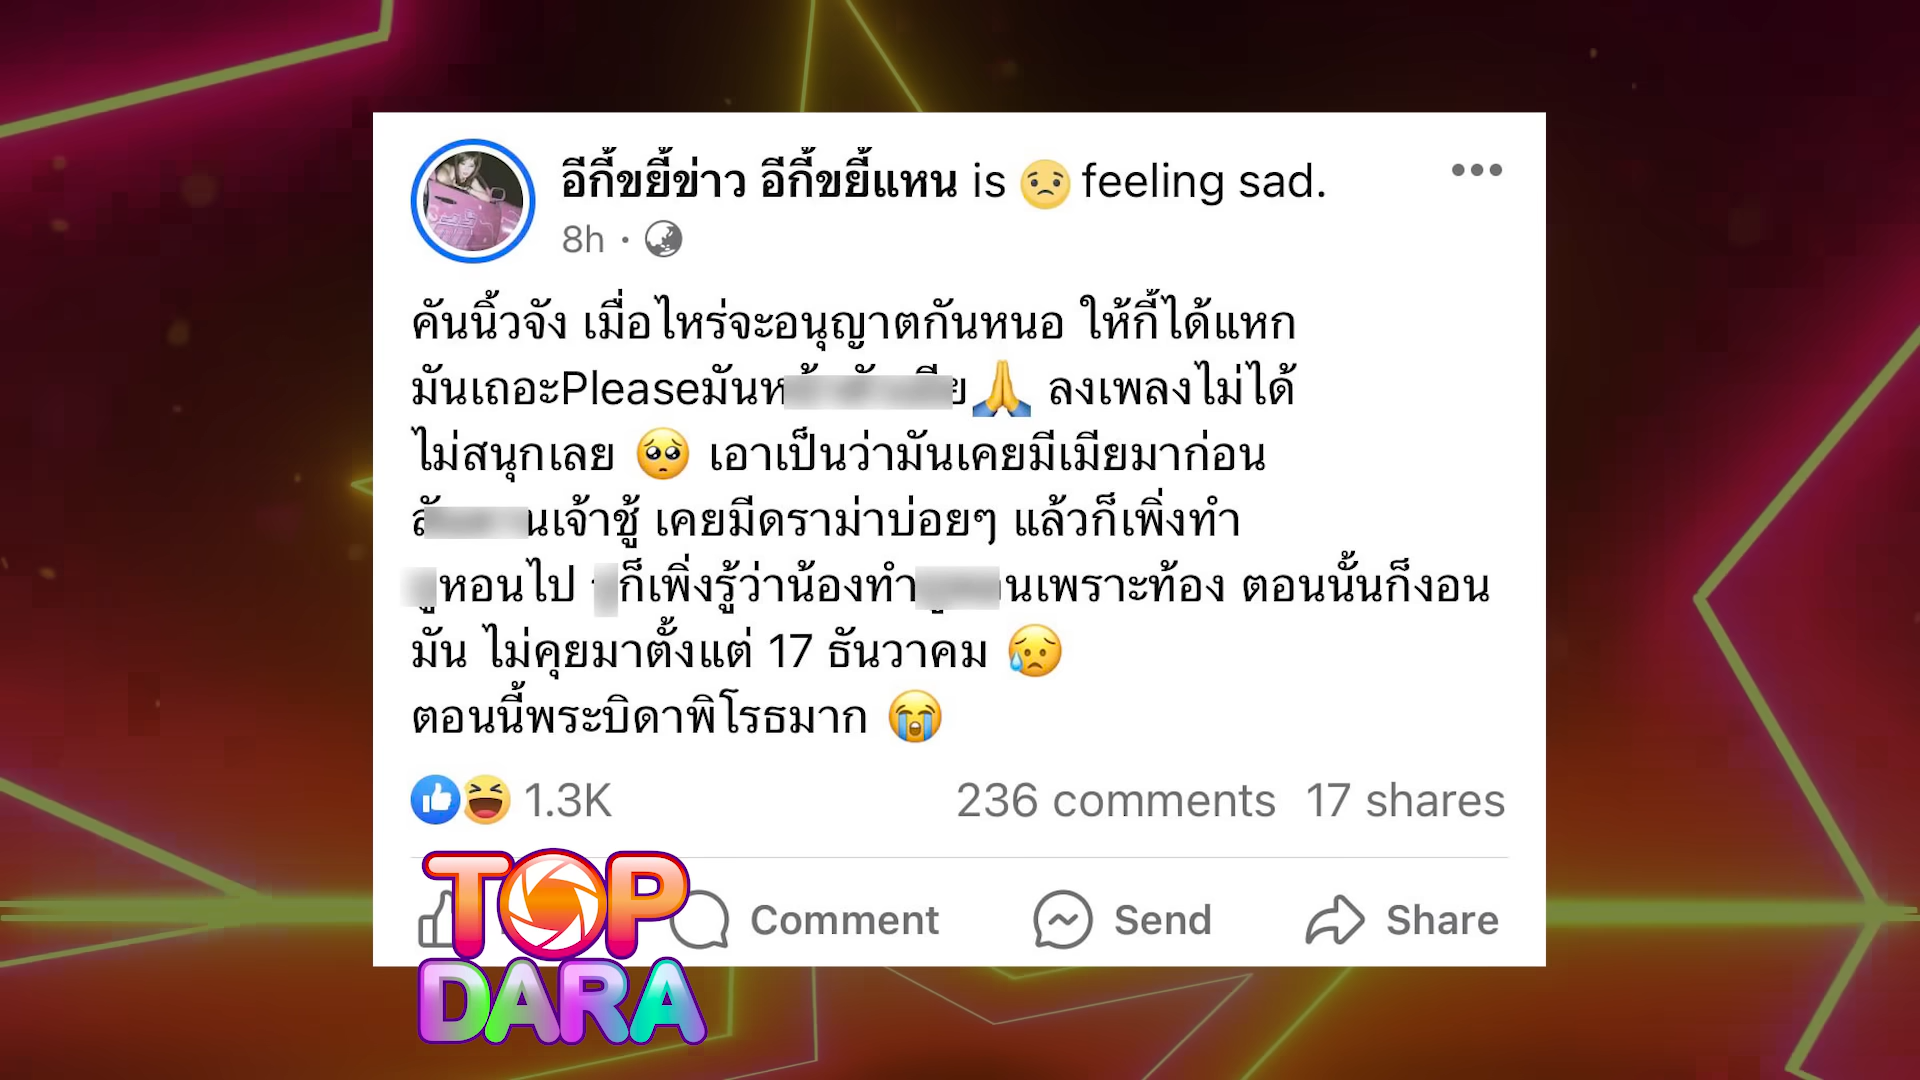 อีกี้ขยี้ข่าว อีกี้ขยี้แหน is 😟 feeling sad.
8h ·
คันนิ้วจัง เมื่อไหร่จะอนุญาตกันหนอ ให้กี้ได้แหก
มันเถอะPleaseมัน 🙏 ลงเพลงไม่ได้
ไม่สนุกเลย 🥺 เอาเป็นว่ามันเคยมีเมียมาก่อน
เจ้าชู้ เคยมีดราม่าบ่อยๆ แล้วก็เพิ่งทำ
หอนไป ก็เพิ่งรู้ว่าน้องทำ นเพราะท้อง ตอนนั้นก็งอน
มัน ไม่คุยมาตั้งแต่ 17 ธันวาคม 😥
ตอนนี้พระบิดาพิโรธมาก 😭
1.3K 236 comments 17 shares
Comment Send Share
TOP
DARA